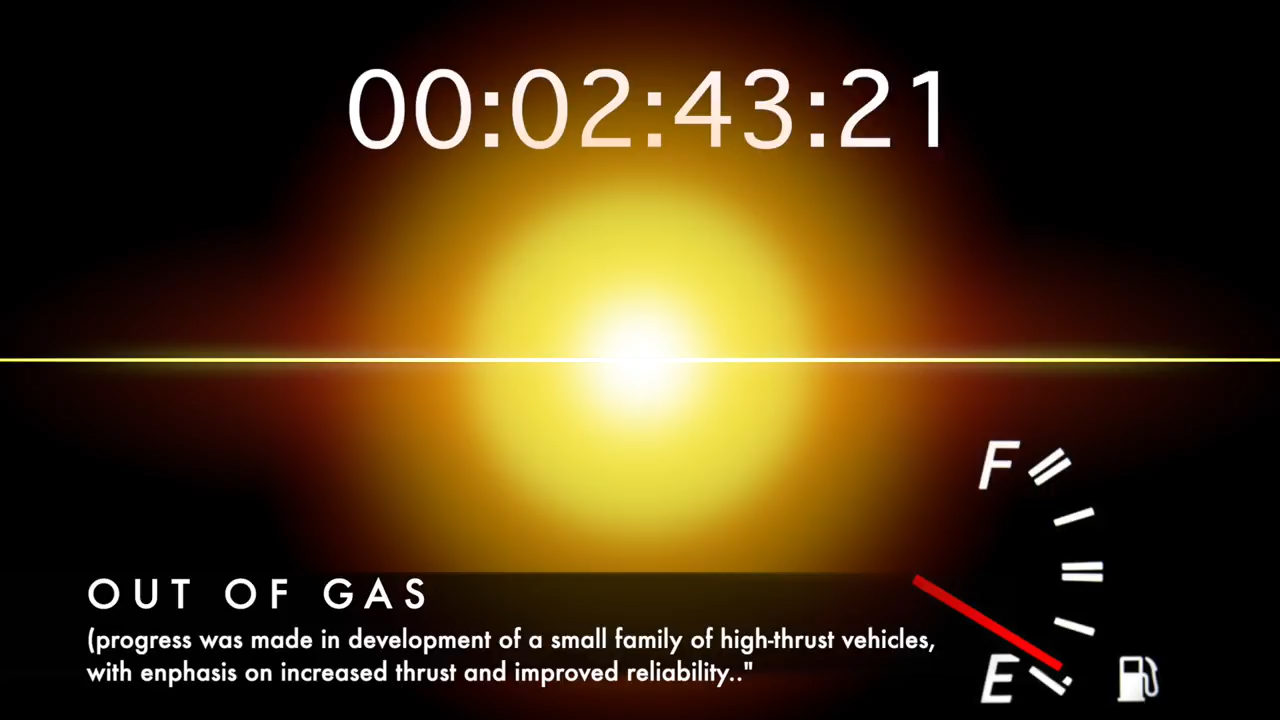 00:02:43:21
F
OUT OF GAS
(progress was made in development of a small family of high-thrust vehicles,
with enphasis on increased thrust and improved reliability.."
E